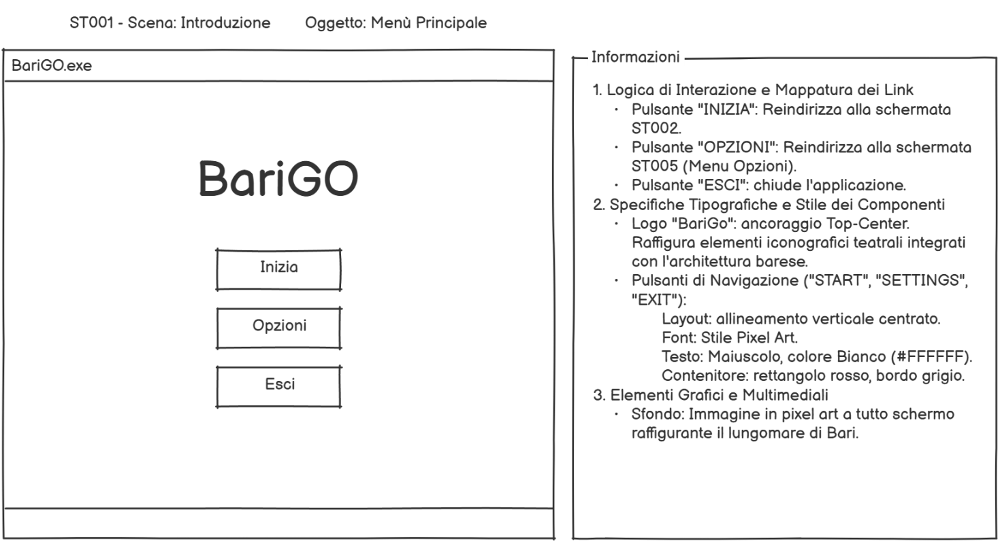 ST001 - Scena: Introduzione Oggetto: Menù Principale
BariGO.exe
BariGO
Inizia
Opzioni
Esci
Informazioni
1. Logica di Interazione e Mappatura dei Link
· Pulsante "INIZIA": Reindirizza alla schermata
ST002.
· Pulsante "OPZIONI": Reindirizza alla schermata
ST005 (Menu Opzioni).
· Pulsante "ESCI": chiude l'applicazione.
2. Specifiche Tipografiche e Stile dei Componenti
· Logo "BariGo": ancoraggio Top-Center.
Raffigura elementi iconografici teatrali integrati
con l'architettura barese.
· Pulsanti di Navigazione ("START", "SETTINGS",
"EXIT"):
Layout: allineamento verticale centrato.
Font: Stile Pixel Art.
Testo: Maiuscolo, colore Bianco (#FFFFFF).
Contenitore: rettangolo rosso, bordo grigio.
3. Elementi Grafici e Multimediali
· Sfondo: Immagine in pixel art a tutto schermo
raffigurante il lungomare di Bari.